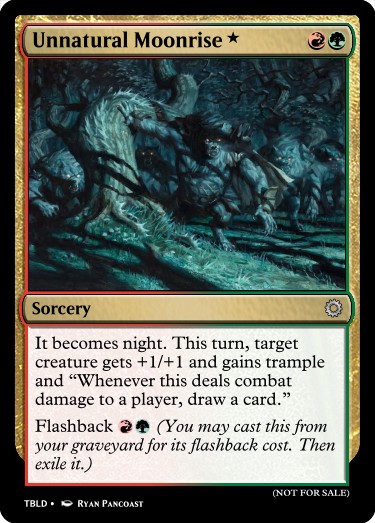 Unnatural Moonrise ★
Sorcery
It becomes night. This turn, target
creature gets +1/+1 and gains trample
and “Whenever this deals combat
damage to a player, draw a card.”
Flashback (You may cast this from
your graveyard for its flashback cost. Then
exile it.)
(NOT FOR SALE)
TBLD • RYAN PANCOAST